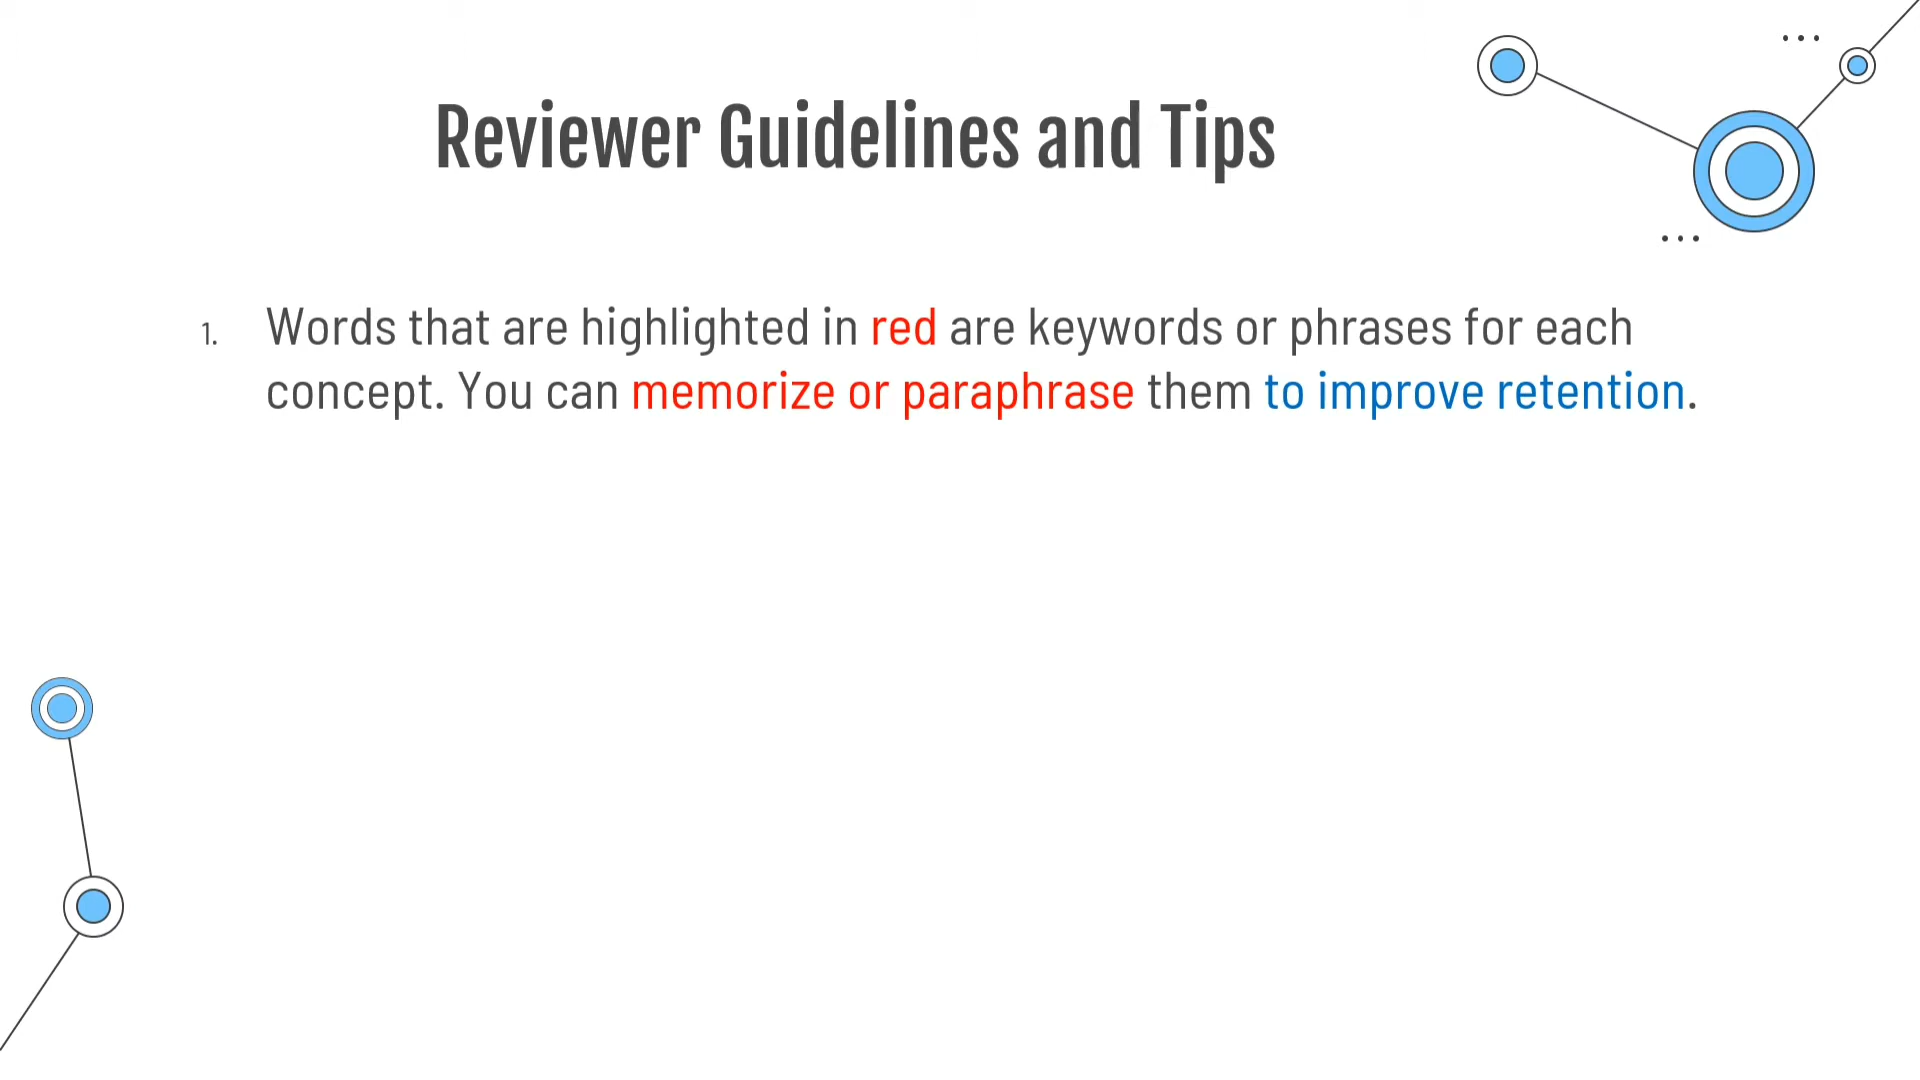 Reviewer Guidelines and Tips
1. Words that are highlighted in red are keywords or phrases for each
concept. You can memorize or paraphrase them to improve retention.